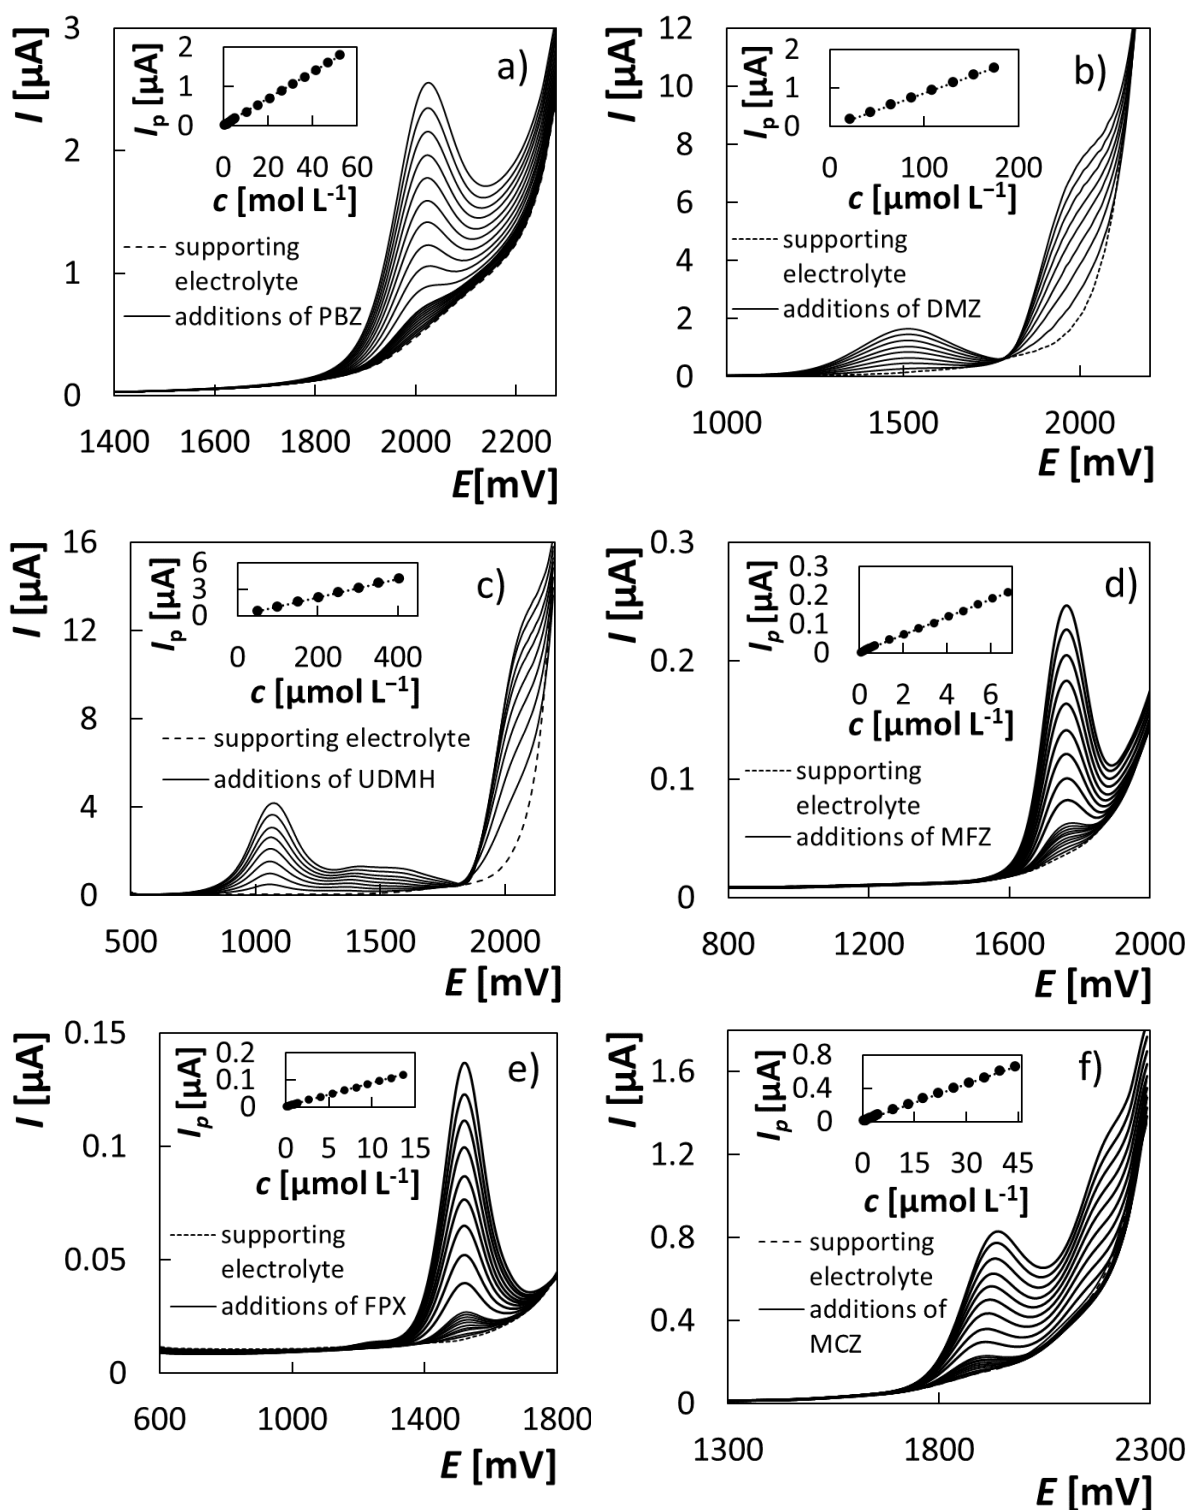 a)
I [µA]
3
2
1
0
Ip [µA]
2
1
0
0 20 40 60
c [mol L-1]
supporting
electrolyte
additions of PBZ
1400 1600 1800 2000 2200
E[mV]
b)
I [µA]
12
10
8
6
4
2
0
Ip [µA]
2
1
0
0 100 200
c [µmol L−1]
supporting
electrolyte
additions of DMZ
1000 1500 2000
E [mV]
c)
I [µA]
16
12
8
4
0
Ip [µA]
6
3
0
0 200 400
c [µmol L−1]
supporting electrolyte
additions of UDMH
500 1000 1500 2000
E [mV]
d)
I [µA]
0.3
0.2
0.1
0
Ip [µA]
0.3
0.2
0.1
0
0 2 4 6
c [µmol L-1]
supporting
electrolyte
additions of MFZ
800 1200 1600 2000
E [mV]
e)
I [µA]
0.15
0.1
0.05
0
Ip [µA]
0.2
0.1
0
0 5 10 15
c [µmol L-1]
supporting
electrolyte
additions of FPX
600 1000 1400 1800
E [mV]
f)
I [µA]
1.6
1.2
0.8
0.4
0
Ip [µA]
0.8
0.4
0
0 15 30 45
c [µmol L-1]
supporting
electrolyte
additions of
MCZ
1300 1800 2300
E [mV]